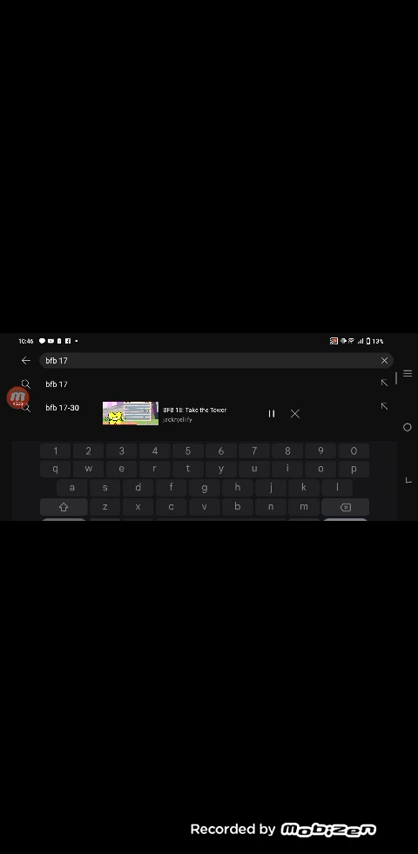 10:46
13%
bfb 17
bfb 17
bfb 17-30
BFB 18: Take the Tower
jacknjellify
1 2 3 4 5 6 7 8 9 0
q w e r t y u i o p
a s d f g h j k l
z x c v b n m
Recorded by mobizen